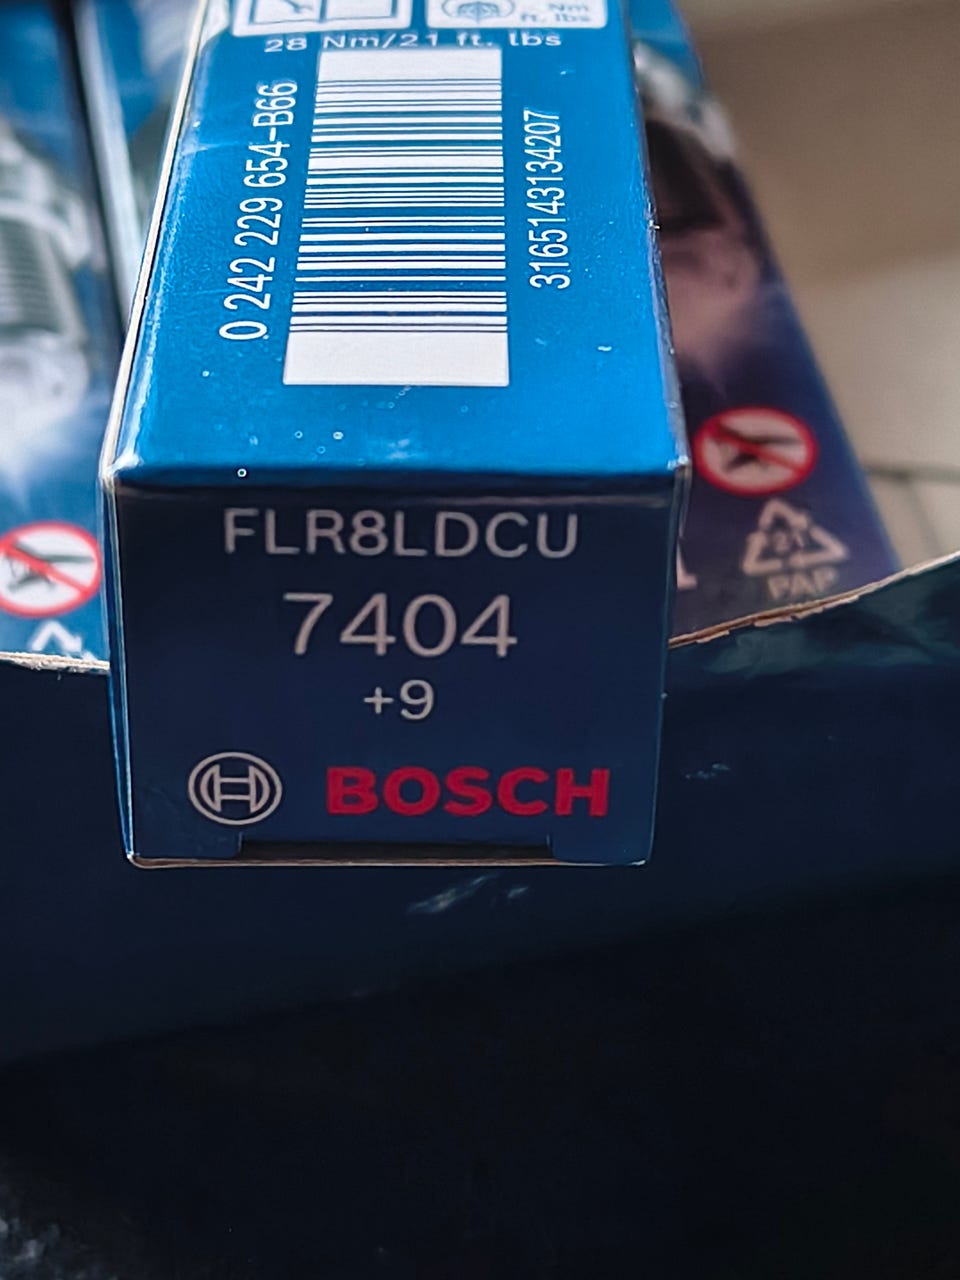 Nm
ft. lbs
28 Nm/21 ft. lbs
0 242 229 654-B66
3165143134207
FLR8LDCU
7404
+9
BOSCH
21
PAP